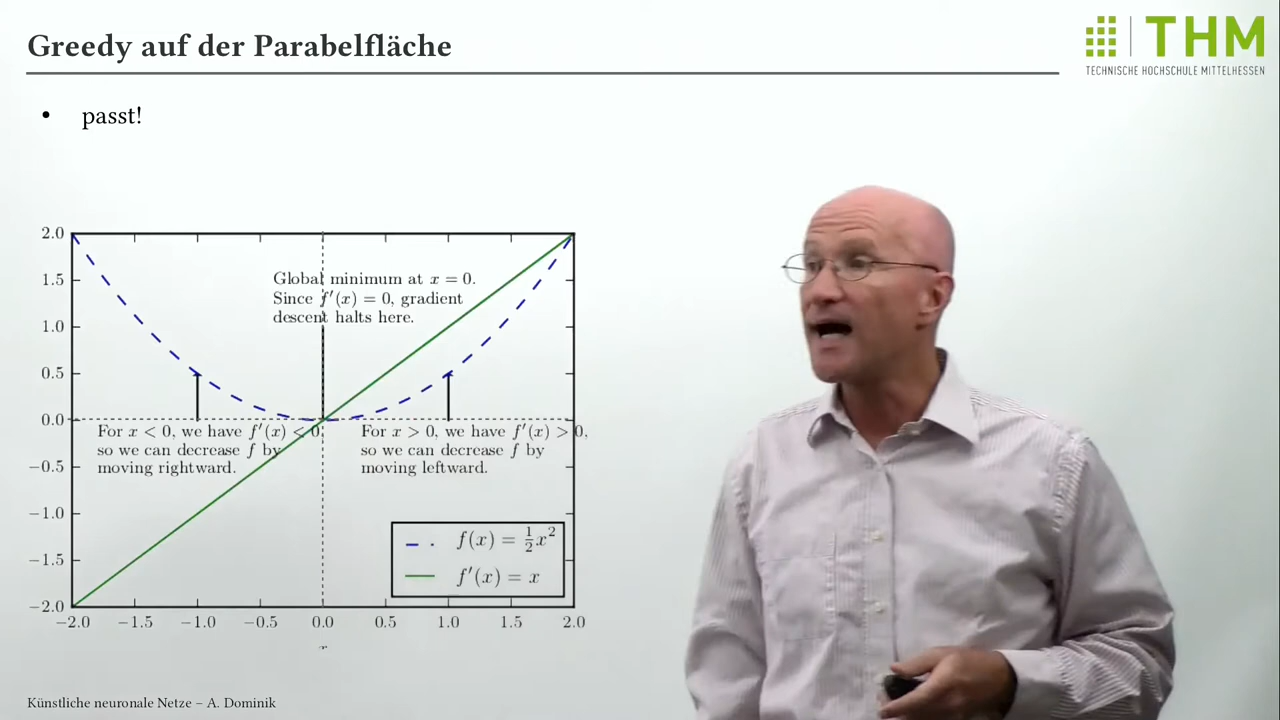 Greedy auf der Parabelfläche
THM
TECHNISCHE HOCHSCHULE MITTELHESSEN
• passt!
2.0
1.5
1.0
0.5
0.0
−0.5
−1.0
−1.5
−2.0
Global minimum at x = 0.
Since f′(x) = 0, gradient
descent halts here.
For x < 0, we have f′(x) < 0,
so we can decrease f by
moving rightward.
For x > 0, we have f′(x) > 0,
so we can decrease f by
moving leftward.
f(x) = ½x²
f′(x) = x
−2.0 −1.5 −1.0 −0.5 0.0 0.5 1.0 1.5 2.0
Künstliche neuronale Netze – A. Dominik